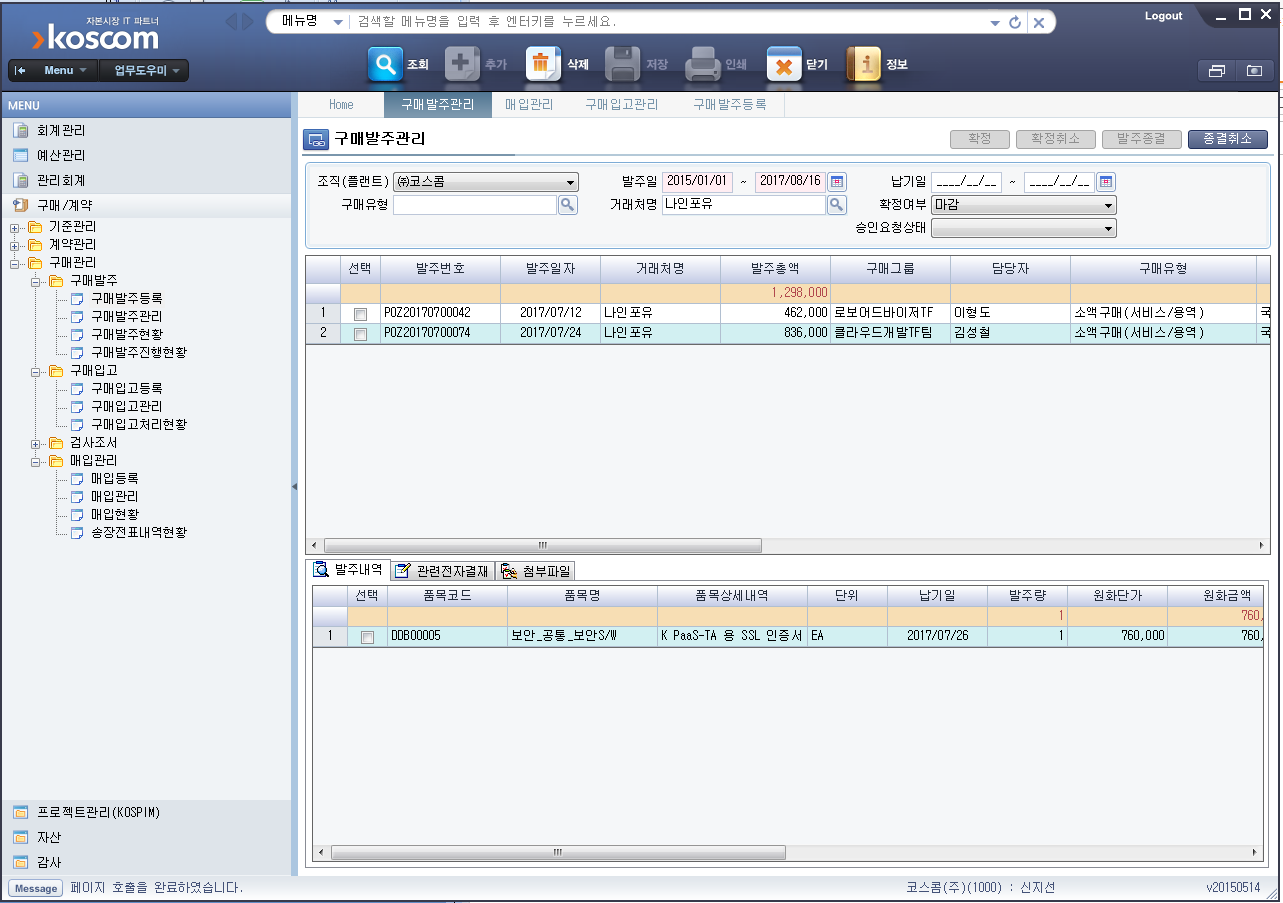 자본시장 IT 파트너
koscom
메뉴명 검색할 메뉴명을 입력 후 엔터키를 누르세요.
Logout
Menu 업무도우미
조회 추가 삭제 저장 인쇄 닫기 정보
MENU
Home 구매발주관리 매입관리 구매입고관리 구매발주등록
회계관리
예산관리
관리회계
구매/계약
기준관리
계약관리
구매관리
구매발주
구매발주등록
구매발주관리
구매발주현황
구매발주진행현황
구매입고
구매입고등록
구매입고관리
구매입고처리현황
검사조서
매입관리
매입등록
매입관리
매입현황
송장전표내역현황
프로젝트관리(KOSPIM)
자산
감사
구매발주관리
확정 확정취소 발주종결 종결취소
조직(플랜트) ㈜코스콤 발주일 2015/01/01 ~ 2017/08/16 납기일 ____/__/__ ~ ____/__/__
구매유형 거래처명 나인포유 확정여부 마감
승인요청상태
선택 발주번호 발주일자 거래처명 발주총액 구매그룹 담당자 구매유형
1,298,000
1 POZ20170700042 2017/07/12 나인포유 462,000 로보어드바이저TF 이형도 소액구매(서비스/용역) 국
2 POZ20170700074 2017/07/24 나인포유 836,000 클라우드개발TF팀 김성철 소액구매(서비스/용역) 국
발주내역 관련전자결재 첨부파일
선택 품목코드 품목명 품목상세내역 단위 납기일 발주량 원화단가 원화금액
1 760,
1 DDB00005 보안_공통_보안S/W K PaaS-TA 용 SSL 인증서 EA 2017/07/26 1 760,000 760,
Message 페이지 호출을 완료하였습니다. 코스콤(주)(1000) : 신지선 v20150514